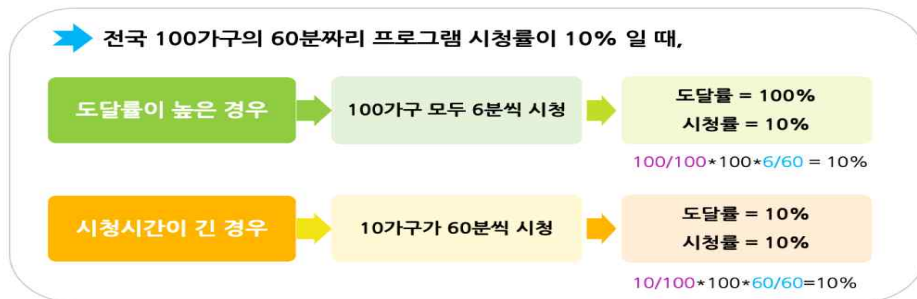 전국 100가구의 60분짜리 프로그램 시청률이 10% 일 때,
도달률이 높은 경우
100가구 모두 6분씩 시청
도달률 = 100%
시청률 = 10%
100/100*100*6/60 = 10%
시청시간이 긴 경우
10가구가 60분씩 시청
도달률 = 10%
시청률 = 10%
10/100*100*60/60=10%